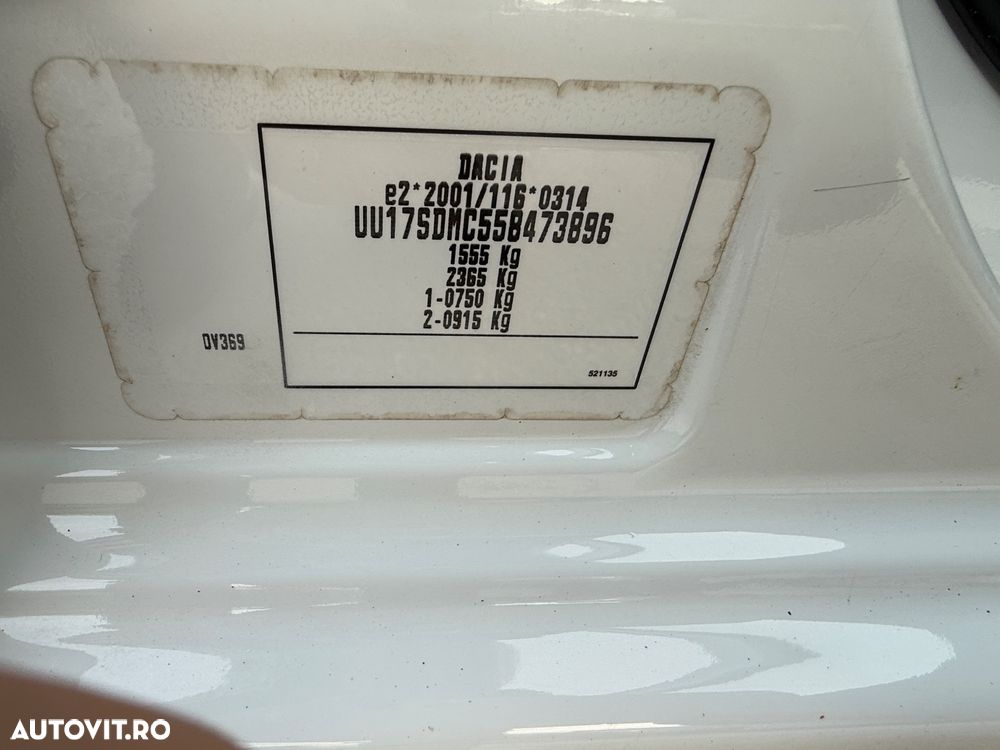 DACIA
e2*2001/116*0314
UU17SDMC558473896
1555 Kg
2365 Kg
1-0750 Kg
2-0915 Kg
DV369
521135
AUTOVIT.RO